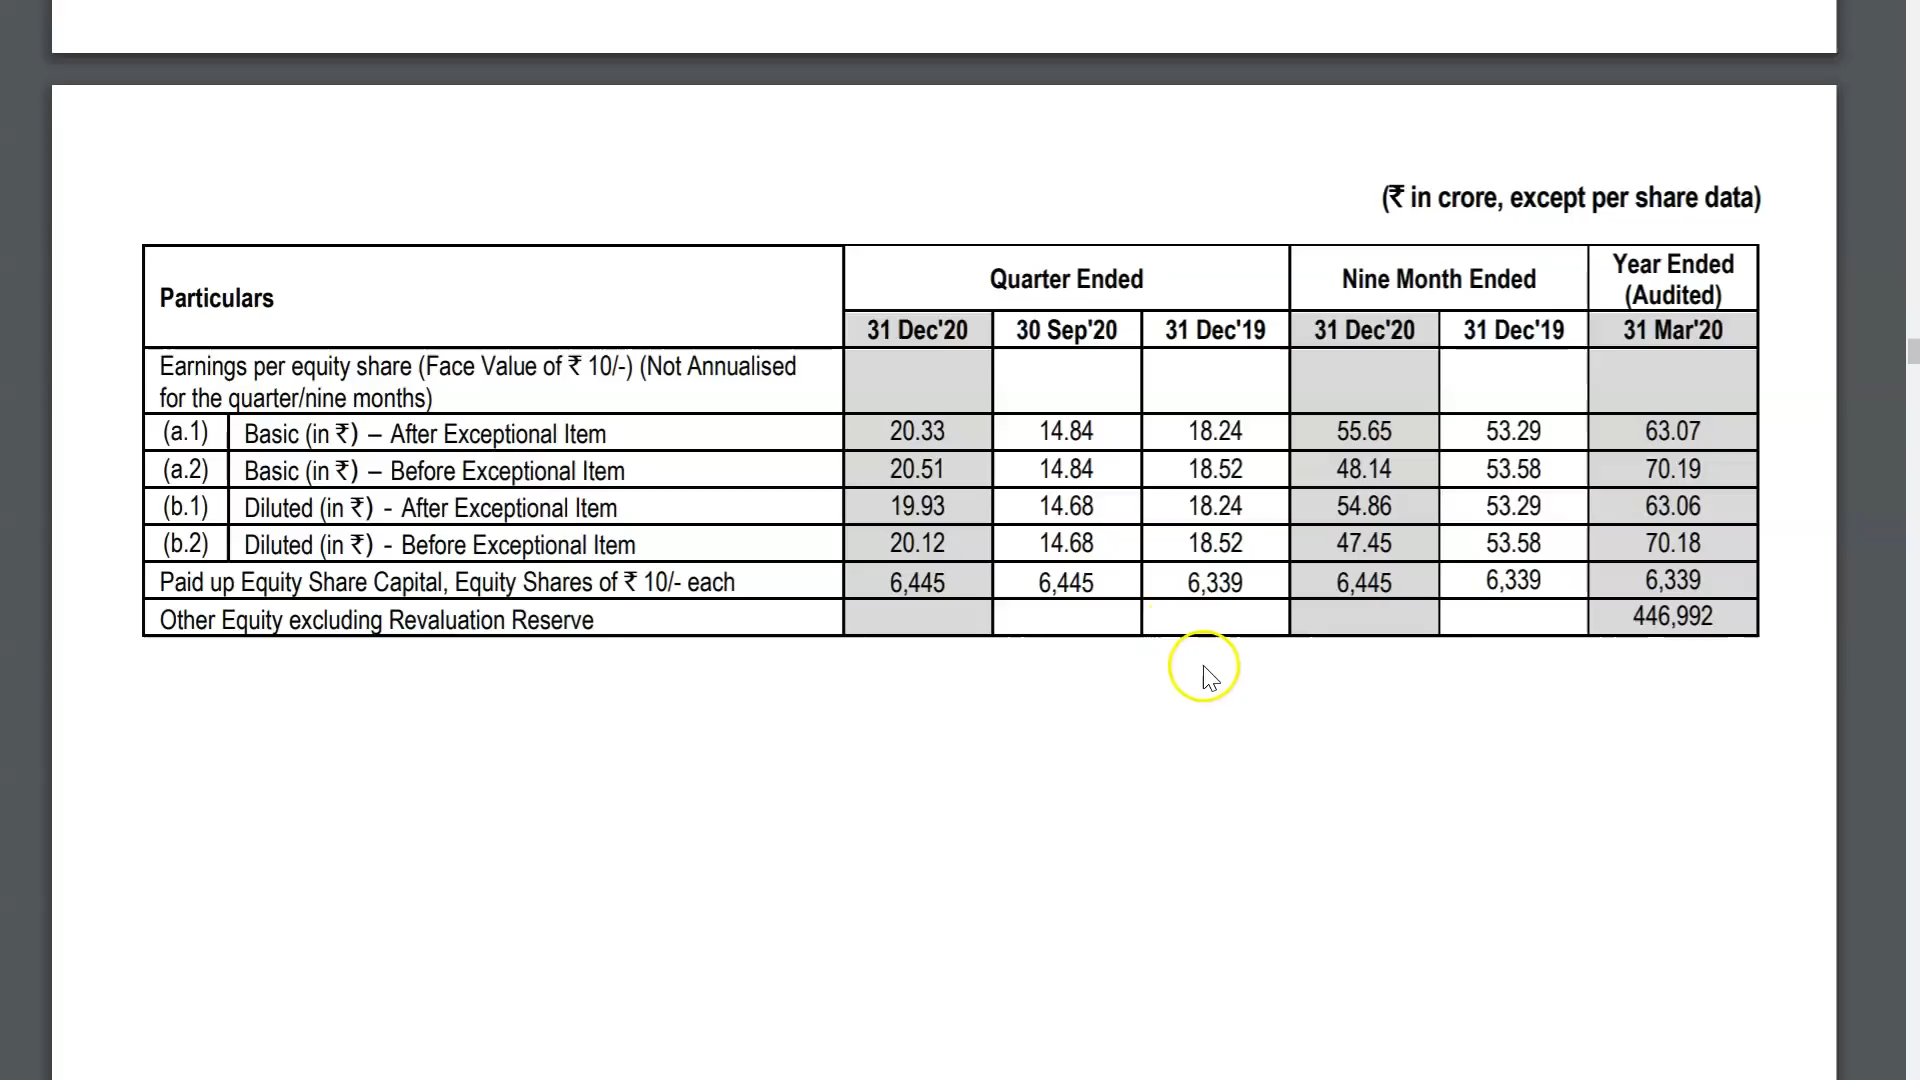 (₹ in crore, except per share data)
Particulars Quarter Ended Nine Month Ended Year Ended (Audited)
31 Dec'20 30 Sep'20 31 Dec'19 31 Dec'20 31 Dec'19 31 Mar'20
Earnings per equity share (Face Value of ₹ 10/-) (Not Annualised
for the quarter/nine months)
(a.1) Basic (in ₹) – After Exceptional Item 20.33 14.84 18.24 55.65 53.29 63.07
(a.2) Basic (in ₹) – Before Exceptional Item 20.51 14.84 18.52 48.14 53.58 70.19
(b.1) Diluted (in ₹) - After Exceptional Item 19.93 14.68 18.24 54.86 53.29 63.06
(b.2) Diluted (in ₹) - Before Exceptional Item 20.12 14.68 18.52 47.45 53.58 70.18
Paid up Equity Share Capital, Equity Shares of ₹ 10/- each 6,445 6,445 6,339 6,445 6,339 6,339
Other Equity excluding Revaluation Reserve 446,992